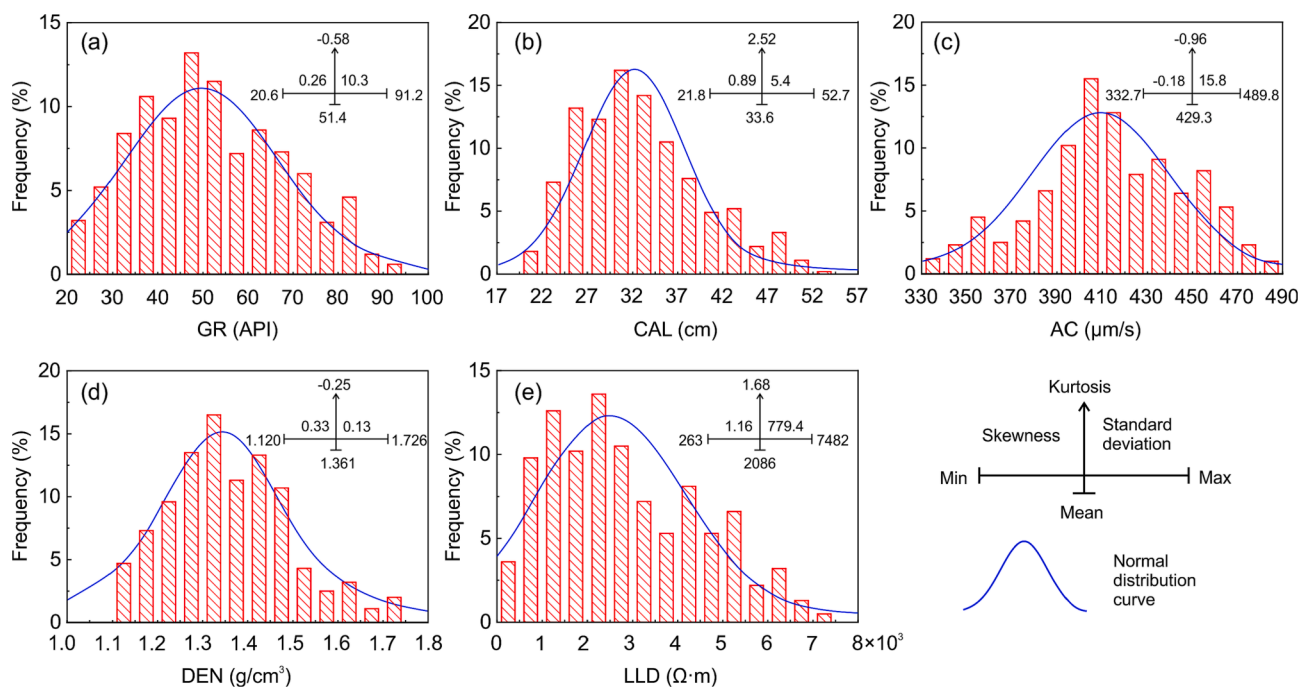 (a)
Frequency (%)
15
10
5
0
-0.58
0.26 10.3
20.6 91.2
51.4
20 30 40 50 60 70 80 90 100
GR (API)
(b)
Frequency (%)
20
15
10
5
0
2.52
0.89 5.4
21.8 52.7
33.6
17 22 27 32 37 42 47 52 57
CAL (cm)
(c)
Frequency (%)
20
15
10
5
0
-0.96
-0.18 15.8
332.7 489.8
429.3
330 350 370 390 410 430 450 470 490
AC (μm/s)
(d)
Frequency (%)
20
15
10
5
0
-0.25
0.33 0.13
1.120 1.726
1.361
1.0 1.1 1.2 1.3 1.4 1.5 1.6 1.7 1.8
DEN (g/cm³)
(e)
Frequency (%)
15
10
5
0
1.68
1.16 779.4
263 7482
2086
0 1 2 3 4 5 6 7 8×10³
LLD (Ω·m)
Kurtosis
Skewness
Standard
deviation
Min
Max
Mean
Normal
distribution
curve